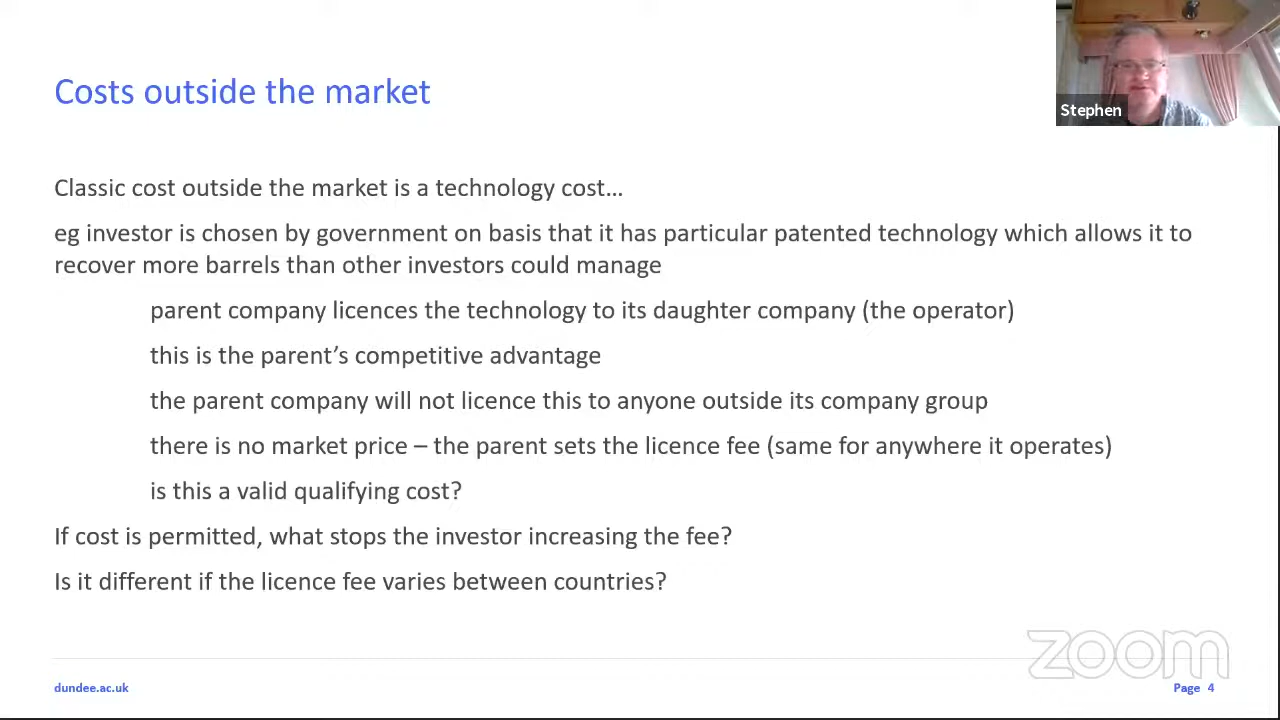 Costs outside the market
Stephen
Classic cost outside the market is a technology cost…
eg investor is chosen by government on basis that it has particular patented technology which allows it to
recover more barrels than other investors could manage
parent company licences the technology to its daughter company (the operator)
this is the parent’s competitive advantage
the parent company will not licence this to anyone outside its company group
there is no market price – the parent sets the licence fee (same for anywhere it operates)
is this a valid qualifying cost?
If cost is permitted, what stops the investor increasing the fee?
Is it different if the licence fee varies between countries?
zoom
dundee.ac.uk
Page 4